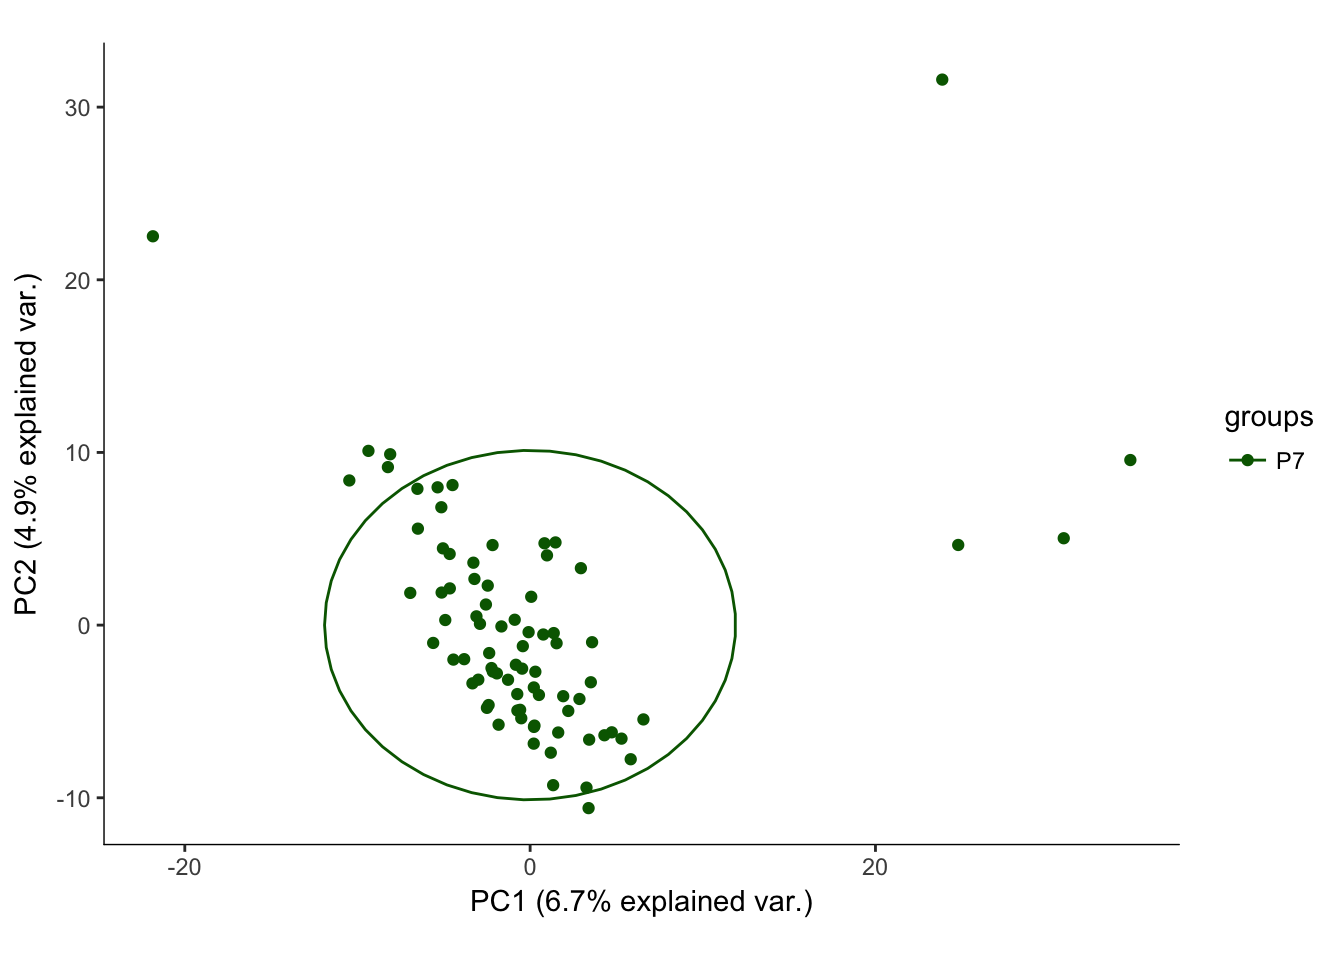 30
20
10
0
-10
-20
0
20
PC1 (6.7% explained var.)
PC2 (4.9% explained var.)
groups
P7